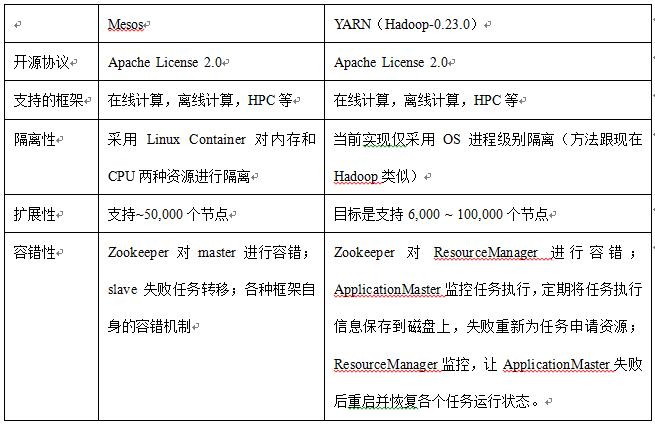 Mesos
YARN（Hadoop-0.23.0）
开源协议
Apache License 2.0
Apache License 2.0
支持的框架
在线计算，离线计算，HPC 等
在线计算，离线计算，HPC 等
隔离性
采用 Linux Container 对内存和
CPU 两种资源进行隔离
当前实现仅采用 OS 进程级别隔离（方法跟现在
Hadoop 类似）
扩展性
支持~50,000 个节点
目标是支持 6,000 ~ 100,000 个节点
容错性
Zookeeper 对 master 进行容错；
slave 失败任务转移；各种框架自
身的容错机制
Zookeeper 对 ResourceManager 进行容错；
ApplicationMaster 监控任务执行，定期将任务执行
信息保存到磁盘上，失败重新为任务申请资源；
ResourceManager 监控，让 ApplicationMaster 失败
后重启并恢复各个任务运行状态。